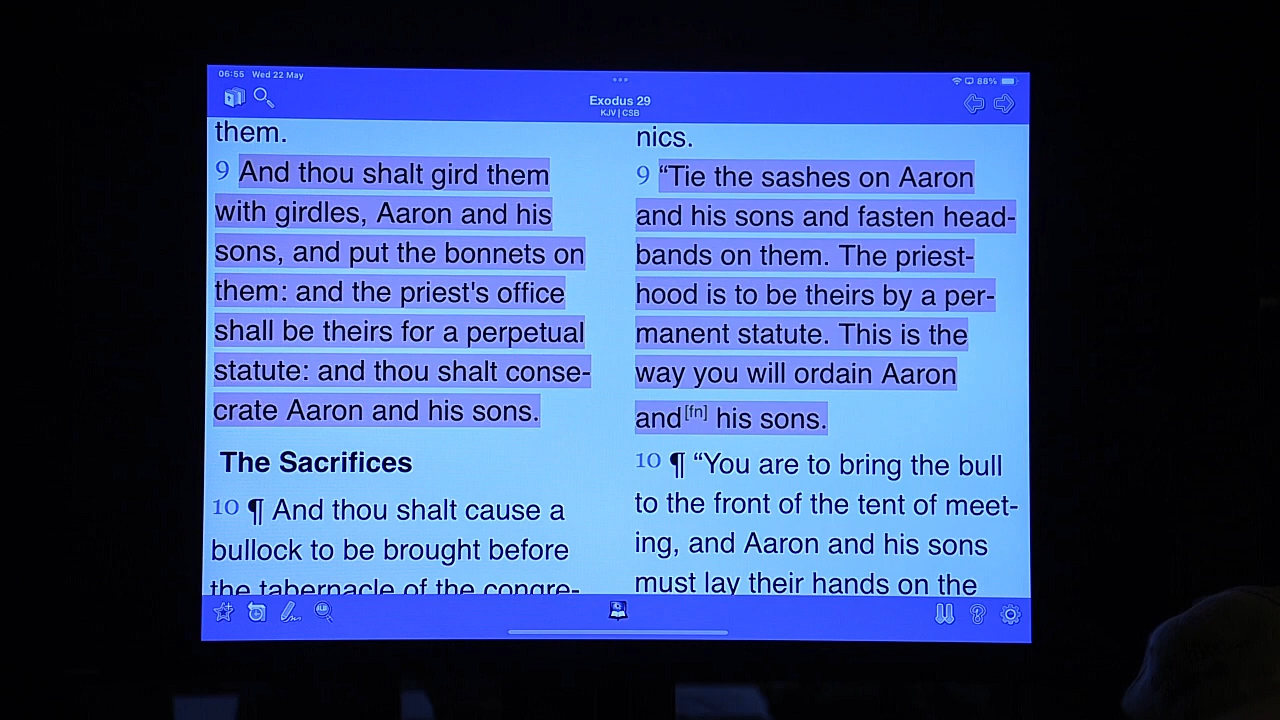 06:55 Wed 22 May
88%
Exodus 29
KJV | CSB
them.
9 And thou shalt gird them
with girdles, Aaron and his
sons, and put the bonnets on
them: and the priest's office
shall be theirs for a perpetual
statute: and thou shalt conse-
crate Aaron and his sons.
The Sacrifices
10 ¶ And thou shalt cause a
bullock to be brought before
the tabernacle of the congre-
nics.
9 “Tie the sashes on Aaron
and his sons and fasten head-
bands on them. The priest-
hood is to be theirs by a per-
manent statute. This is the
way you will ordain Aaron
and[fn] his sons.
10 ¶ “You are to bring the bull
to the front of the tent of meet-
ing, and Aaron and his sons
must lay their hands on the